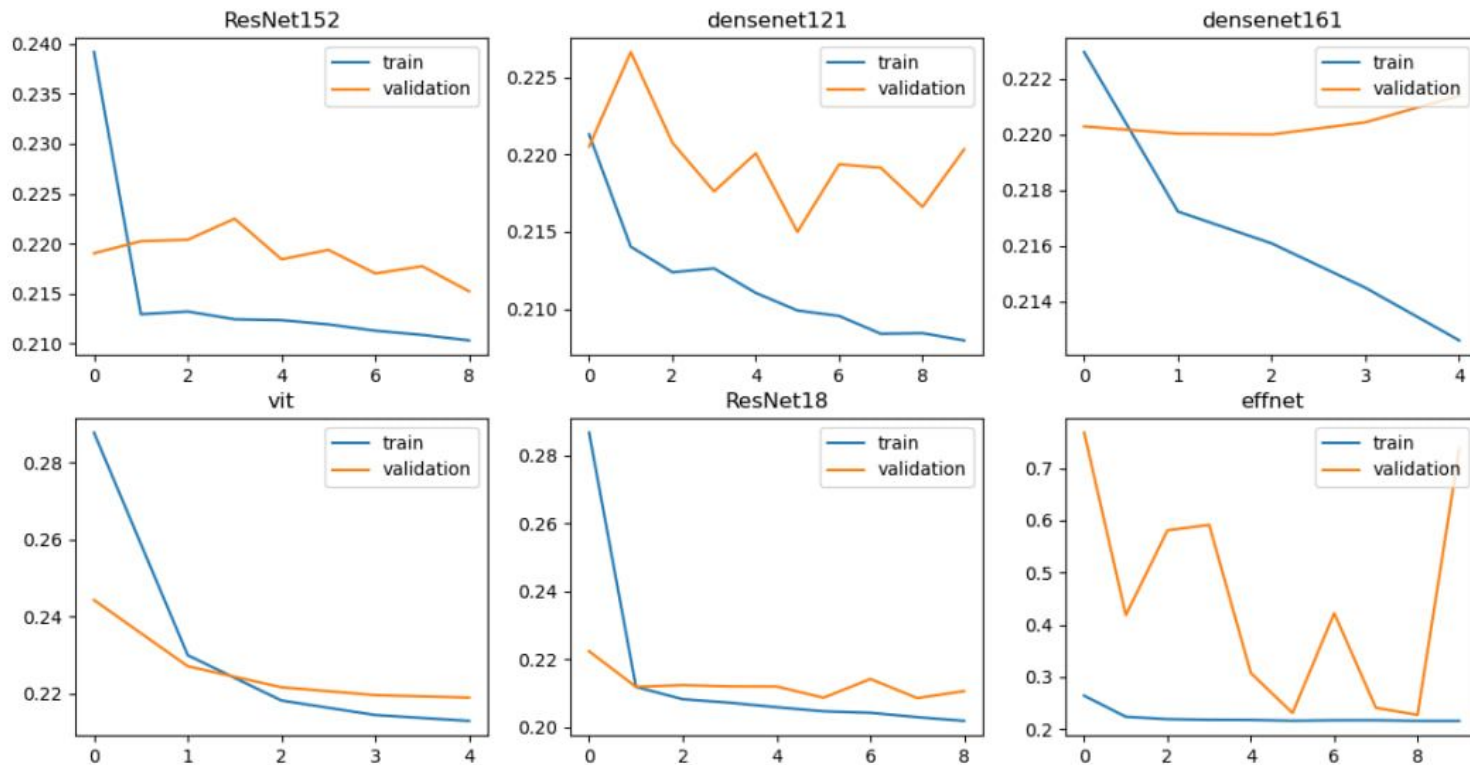 ResNet152
densenet121
densenet161
0.240
0.235
0.230
0.225
0.220
0.215
0.210
train
validation
0 2 4 6 8
0.225
0.220
0.215
0.210
train
validation
0 2 4 6 8
0.222
0.220
0.218
0.216
0.214
train
validation
0 1 2 3 4
vit
ResNet18
effnet
0.28
0.26
0.24
0.22
train
validation
0 1 2 3 4
0.28
0.26
0.24
0.22
0.20
train
validation
0 2 4 6 8
0.7
0.6
0.5
0.4
0.3
0.2
train
validation
0 2 4 6 8